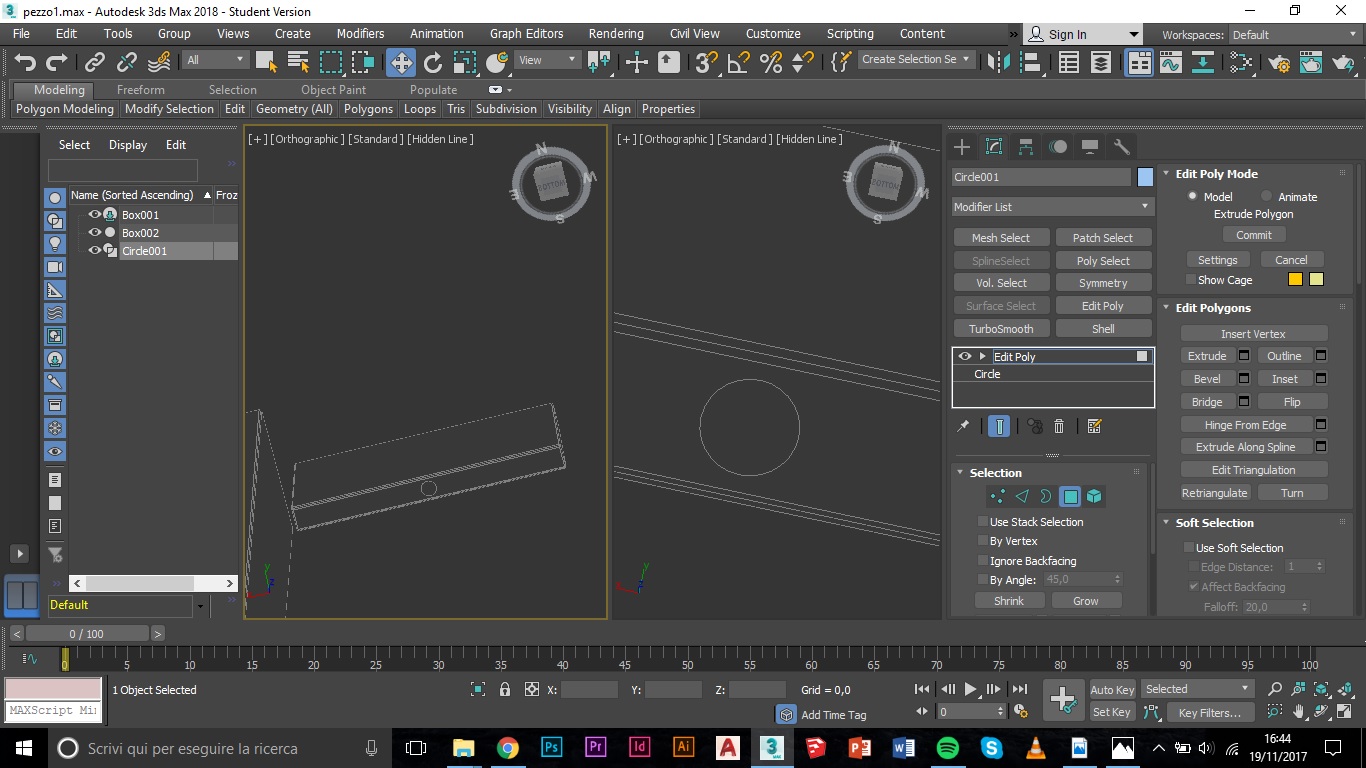 pezzo1.max - Autodesk 3ds Max 2018 - Student Version
File Edit Tools Group Views Create Modifiers Animation Graph Editors Rendering Civil View Customize Scripting Content » Sign In Workspaces: Default
All View Create Selection Se
Modeling Freeform Selection Object Paint Populate
Polygon Modeling Modify Selection Edit Geometry (All) Polygons Loops Tris Subdivision Visibility Align Properties
Select Display Edit
»
Name (Sorted Ascending) Froz
Box001
Box002
Circle001
»
Default
»
[+] [Orthographic] [Standard] [Hidden Line]
N
E W
BOTTOM
S
y
z
[+] [Orthographic] [Standard] [Hidden Line]
N
E W
BOTTOM
S
y
z
Circle001
Modifier List
Mesh Select Patch Select
SplineSelect Poly Select
Vol. Select Symmetry
Surface Select Edit Poly
TurboSmooth Shell
Edit Poly
Circle
Selection
Use Stack Selection
By Vertex
Ignore Backfacing
By Angle: 45,0
Shrink Grow
Edit Poly Mode
Model Animate
Extrude Polygon
Commit
Settings Cancel
Show Cage
Edit Polygons
Insert Vertex
Extrude Outline
Bevel Inset
Bridge Flip
Hinge From Edge
Extrude Along Spline
Edit Triangulation
Retriangulate Turn
Soft Selection
Use Soft Selection
Edge Distance: 1
Affect Backfacing
Falloff: 20,0
< 0 / 100 >
0 5 10 15 20 25 30 35 40 45 50 55 60 65 70 75 80 85 90 95 100
1 Object Selected X: Y: Z: Grid = 0,0 Auto Key Selected
MAXScript Mi Add Time Tag 0 Set Key Key Filters...
Scrivi qui per eseguire la ricerca Ps Pr Id Ai A 3 MAX P W S 16:44
19/11/2017